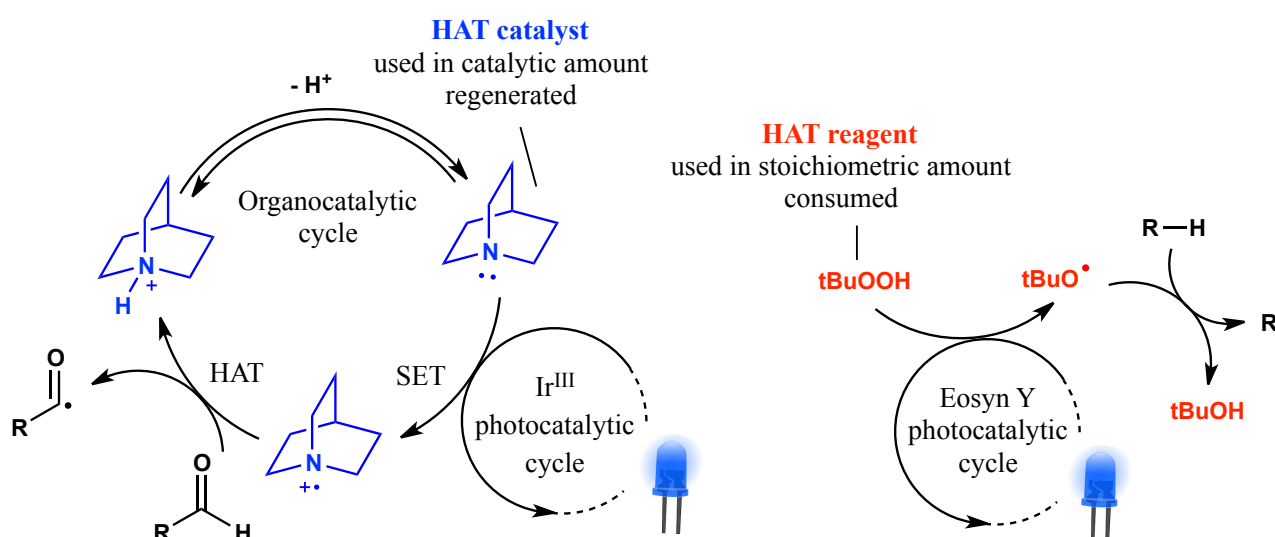 HAT catalyst
used in catalytic amount
regenerated
- H+
Organocatalytic
cycle
N
H
+
N
HAT
SET
O
R
O
R
H
N
+•
IrIII
photocatalytic
cycle
HAT reagent
used in stoichiometric amount
consumed
tBuOOH
tBuO•
R—H
R
tBuOH
Eosyn Y
photocatalytic
cycle